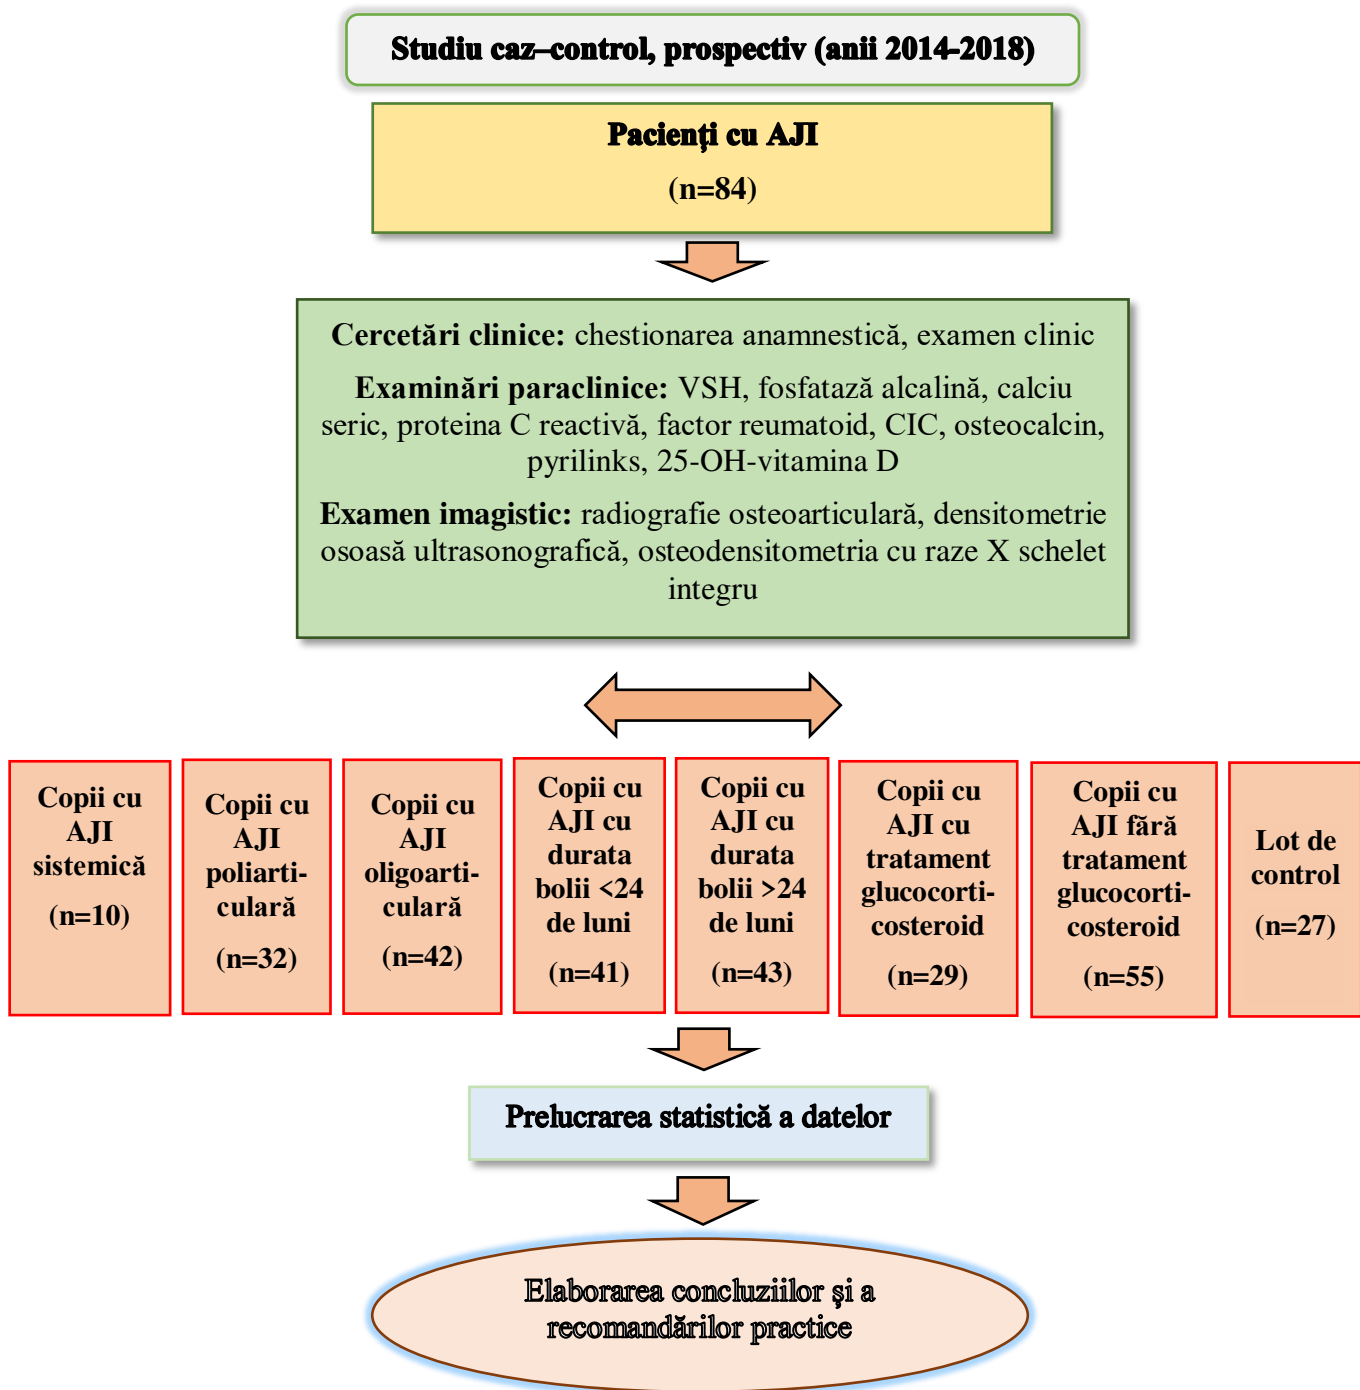 Studiu caz–control, prospectiv (anii 2014-2018)
Pacienți cu AJI
(n=84)
Cercetări clinice: chestionarea anamnestică, examen clinic
Examinări paraclinice: VSH, fosfatază alcalină, calciu
seric, proteina C reactivă, factor reumatoid, CIC, osteocalcin,
pyrilinks, 25-OH-vitamina D
Examen imagistic: radiografie osteoarticulară, densitometrie
osoasă ultrasonografică, osteodensitometria cu raze X schelet
integru
Copii cu
AJI
sistemică
(n=10)
Copii cu
AJI
poliarti-
culară
(n=32)
Copii cu
AJI
oligoarti-
culară
(n=42)
Copii cu
AJI cu
durata
bolii <24
de luni
(n=41)
Copii cu
AJI cu
durata
bolii >24
de luni
(n=43)
Copii cu
AJI cu
tratament
glucocorti-
costeroid
(n=29)
Copii cu
AJI fără
tratament
glucocorti-
costeroid
(n=55)
Lot de
control
(n=27)
Prelucrarea statistică a datelor
Elaborarea concluziilor și a
recomandărilor practice